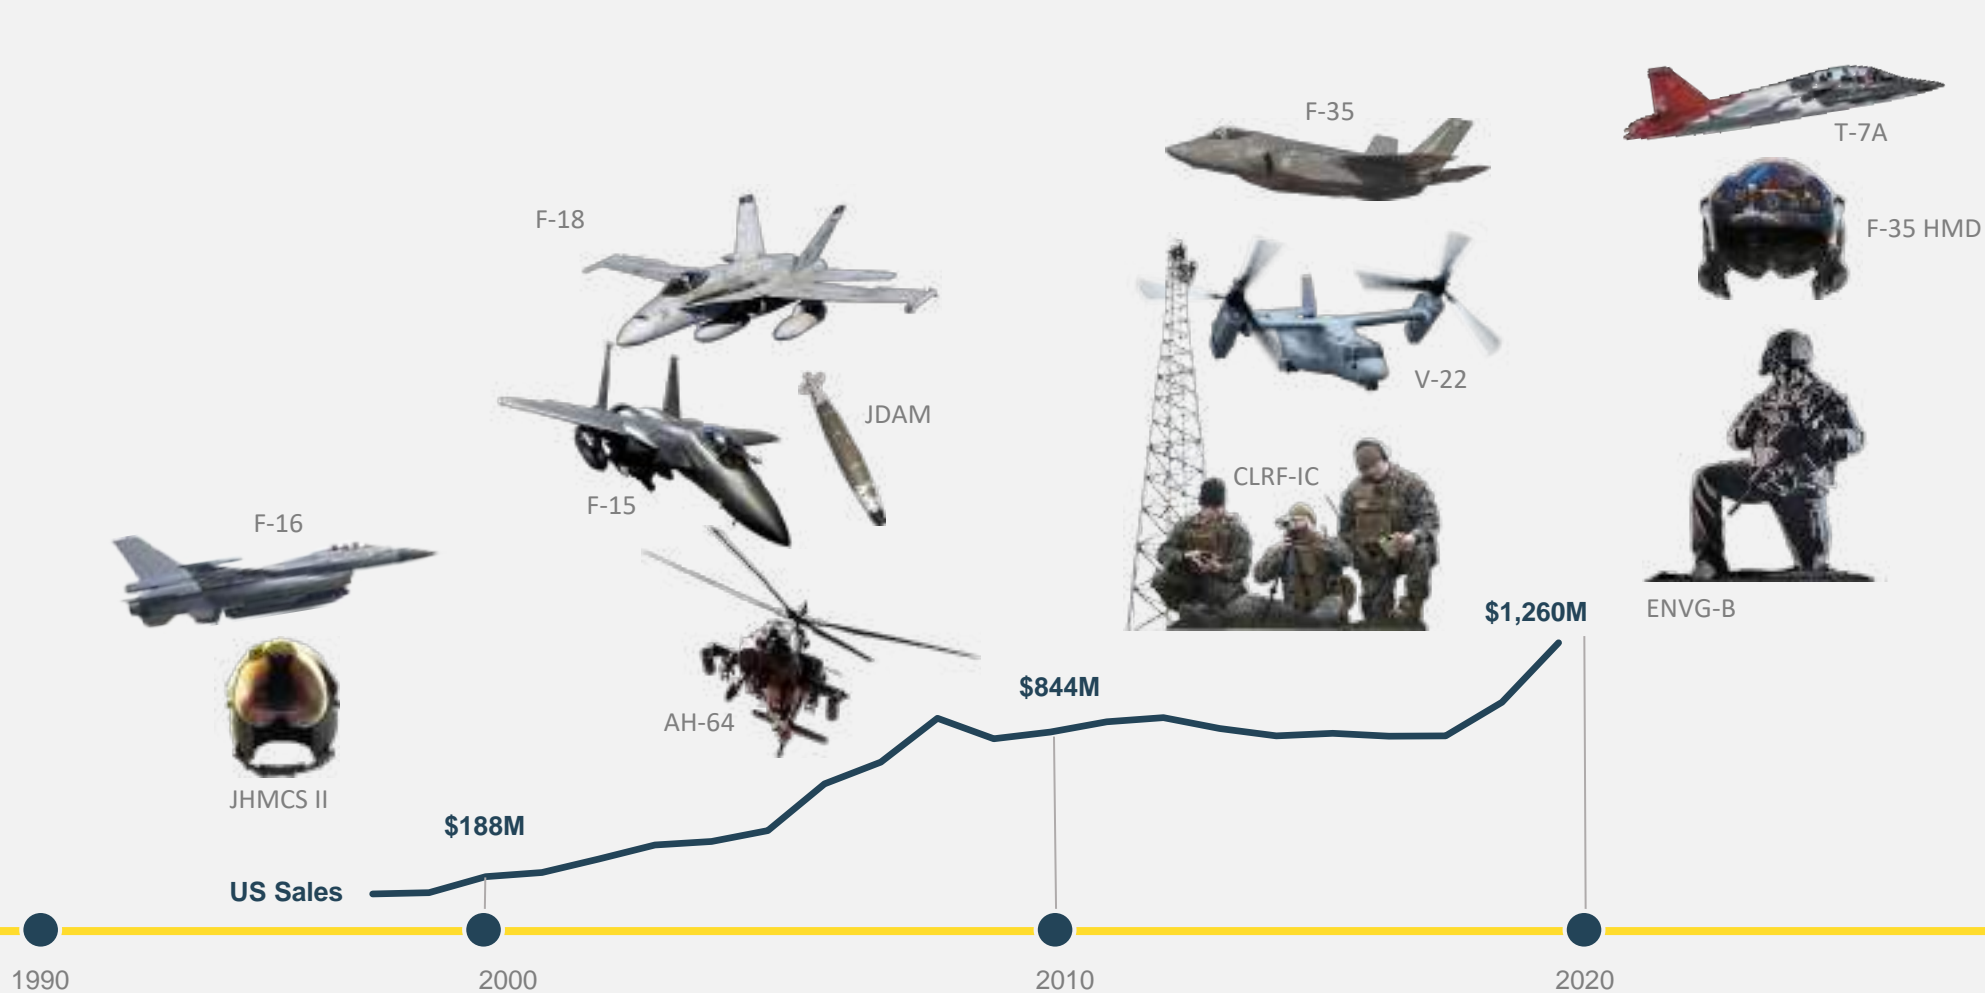 F-35
T-7A
F-18
F-35 HMD
V-22
JDAM
CLRF-IC
F-15
F-16
$1,260M
ENVG-B
$844M
AH-64
JHMCS II
$188M
US Sales
1990
2000
2010
2020